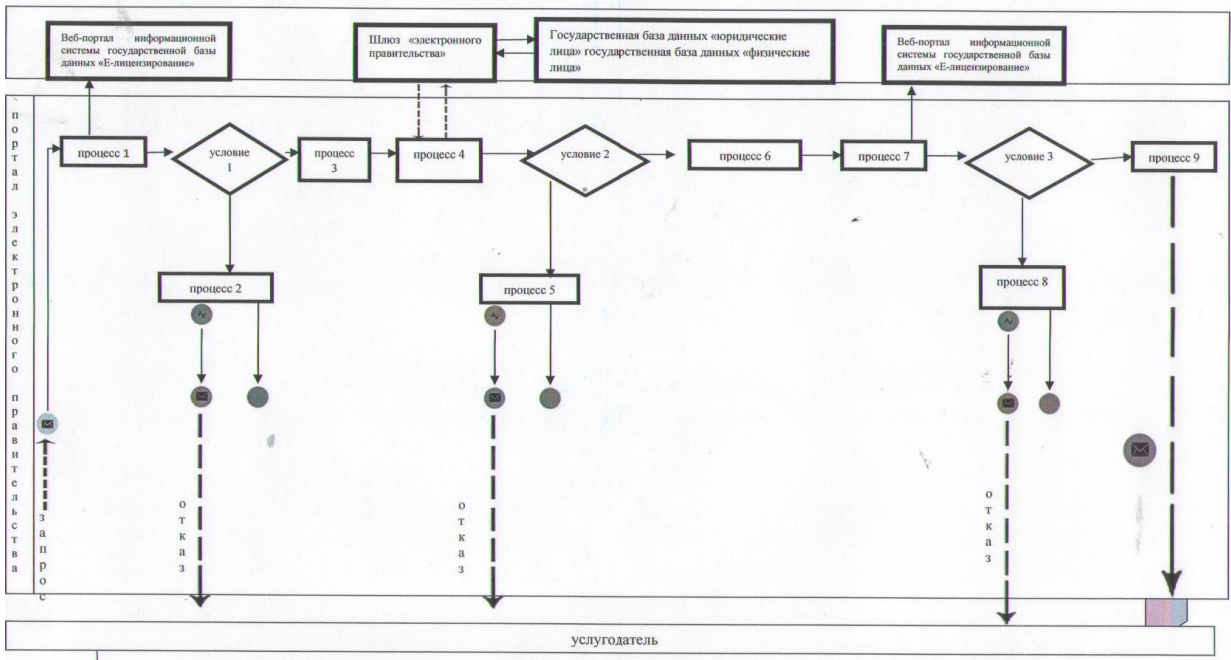 Веб-портал информационной
системы государственной базы
данных «Е-лицензирование»
Шлюз «электронного
правительства»
Государственная база данных «юридические
лица» государственная база данных «физические
лица»
Веб-портал информационной
системы государственной базы
данных «Е-лицензирование»
портал электронного правительства
процесс 1
условие
1
процесс
3
процесс 4
условие 2
процесс 6
процесс 7
условие 3
процесс 9
процесс 2
процесс 5
процесс 8
запрос
отказ
отказ
отказ
услугодатель